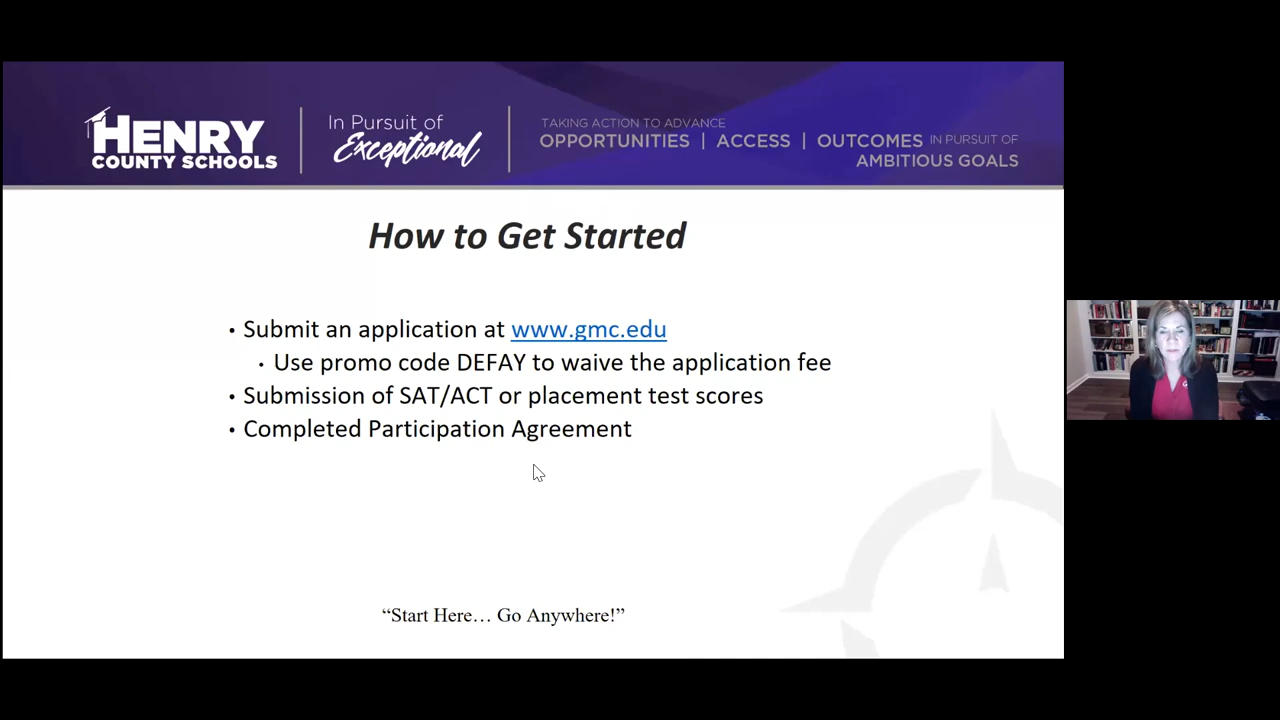 HENRY
COUNTY SCHOOLS
In Pursuit of
Exceptional
TAKING ACTION TO ADVANCE
OPPORTUNITIES | ACCESS | OUTCOMES IN PURSUIT OF
AMBITIOUS GOALS
How to Get Started
• Submit an application at www.gmc.edu
• Use promo code DEFAY to waive the application fee
• Submission of SAT/ACT or placement test scores
• Completed Participation Agreement
“Start Here… Go Anywhere!”